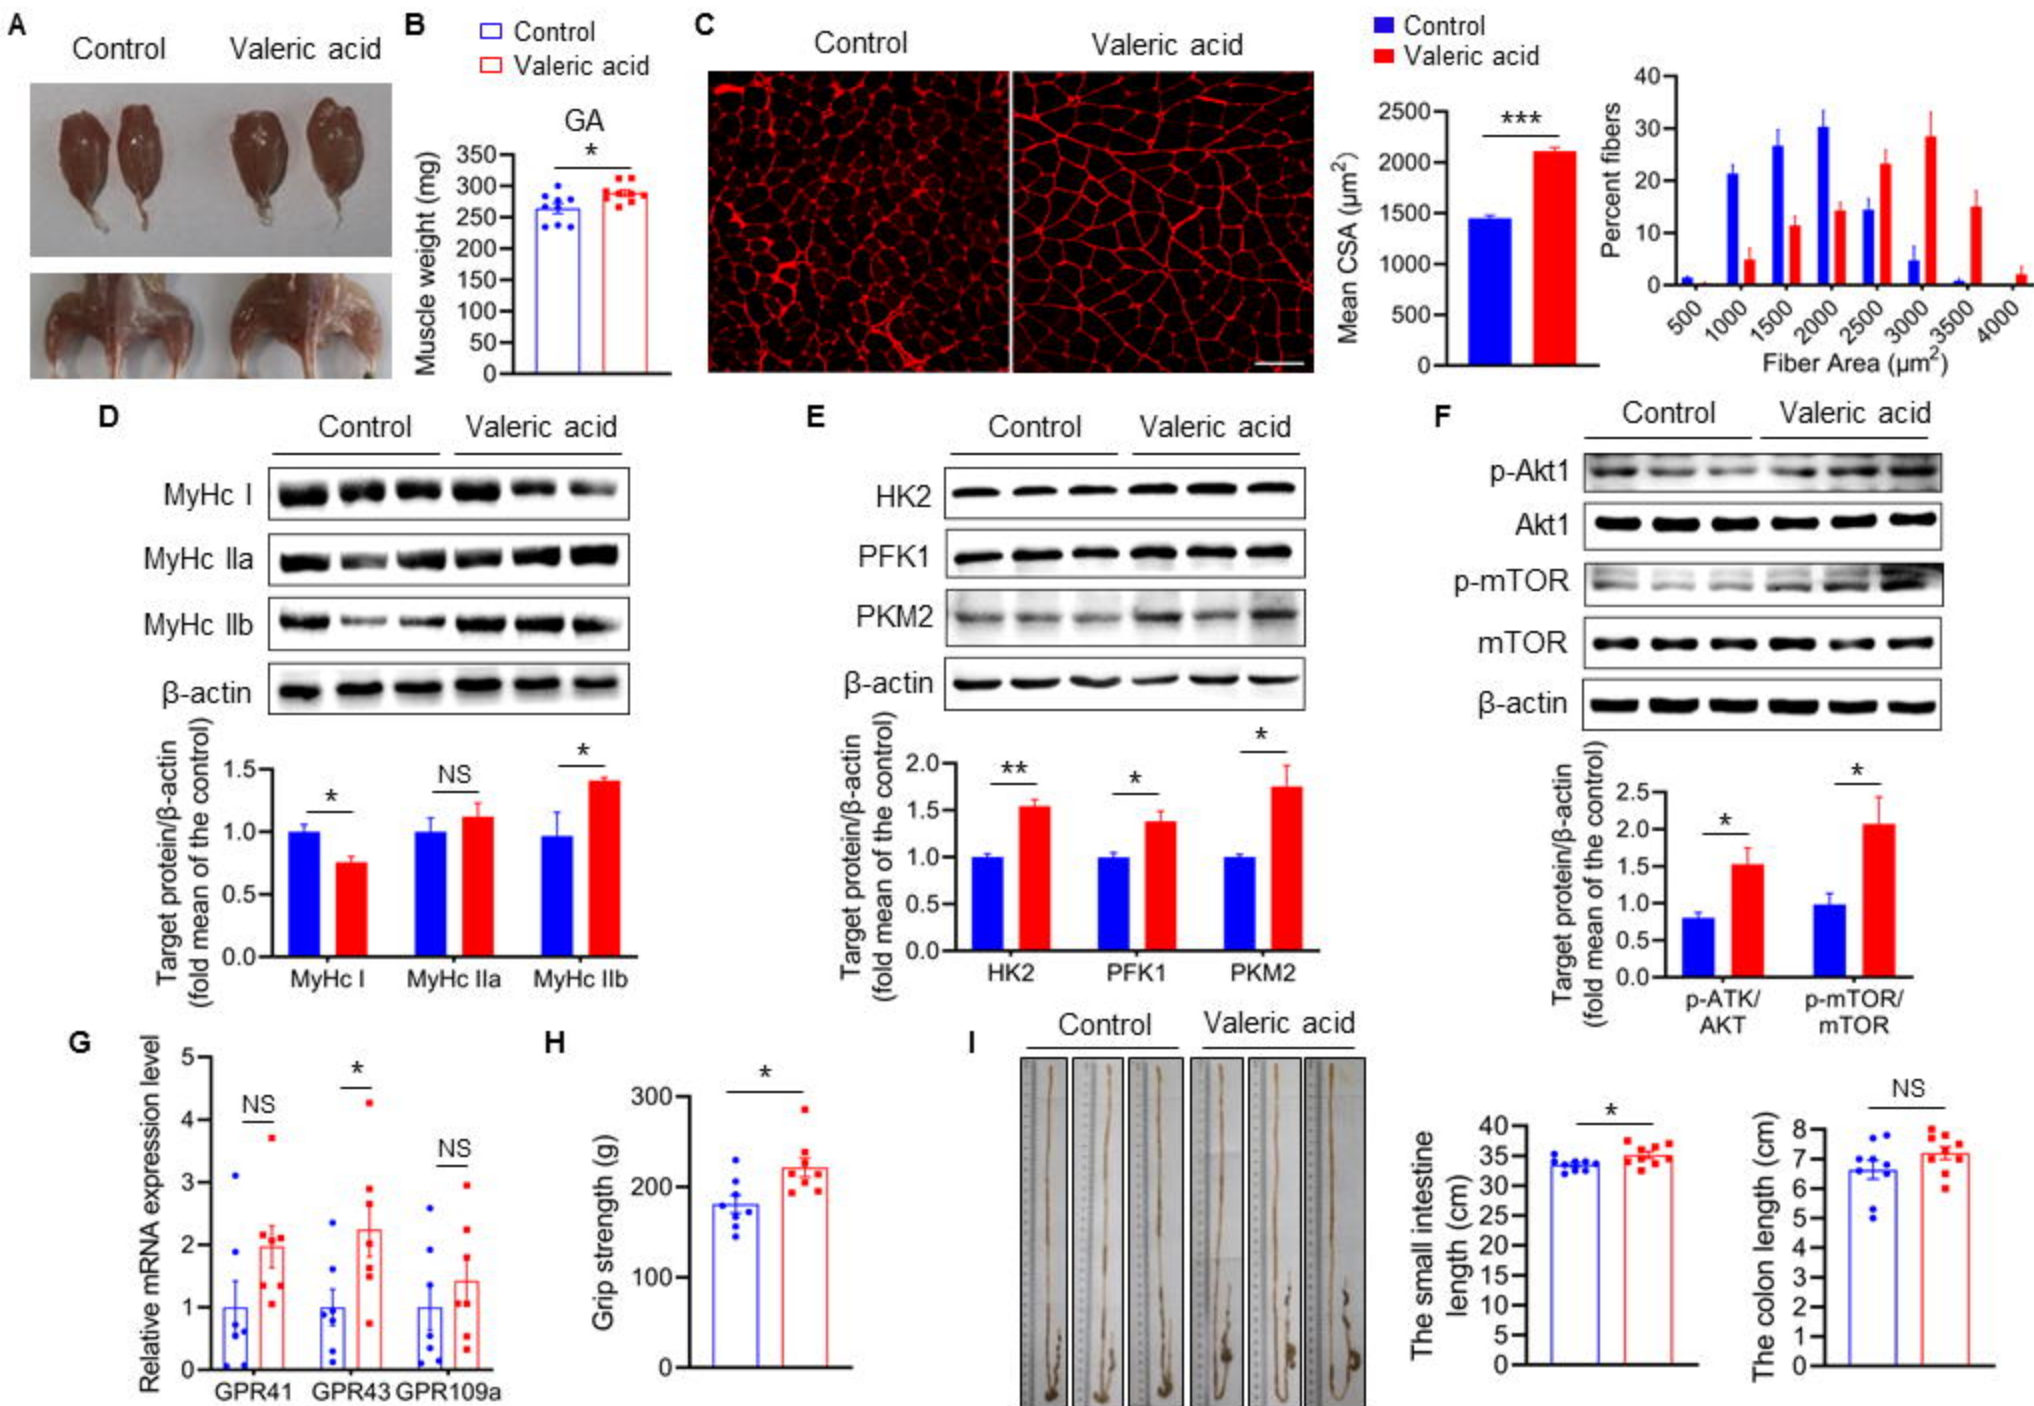 A
Control
Valeric acid
B
Control
Valeric acid
GA
*
Muscle weight (mg)
350
300
250
200
150
100
50
0
C
Control
Valeric acid
Control
Valeric acid
Mean CSA (µm²)
2500
2000
1500
1000
500
0
***
Percent fibers
40
30
20
10
0
500
1000
1500
2000
2500
3000
3500
4000
Fiber Area (µm²)
D
Control
Valeric acid
MyHc I
MyHc IIa
MyHc IIb
β-actin
Target protein/β-actin
(fold mean of the control)
1.5
1.0
0.5
0.0
*
NS
*
MyHc I
MyHc IIa
MyHc IIb
E
Control
Valeric acid
HK2
PFK1
PKM2
β-actin
Target protein/β-actin
(fold mean of the control)
2.0
1.5
1.0
0.5
0.0
**
*
*
HK2
PFK1
PKM2
F
Control
Valeric acid
p-Akt1
Akt1
p-mTOR
mTOR
β-actin
Target protein/β-actin
(fold mean of the control)
2.5
2.0
1.5
1.0
0.5
0.0
*
*
p-ATK/
AKT
p-mTOR/
mTOR
G
Relative mRNA expression level
5
4
3
2
1
0
NS
*
NS
GPR41
GPR43
GPR109a
H
Grip strength (g)
300
200
100
0
*
I
Control
Valeric acid
The small intestine
length (cm)
40
35
30
25
20
15
10
5
0
*
The colon length (cm)
8
7
6
5
4
3
2
1
0
NS